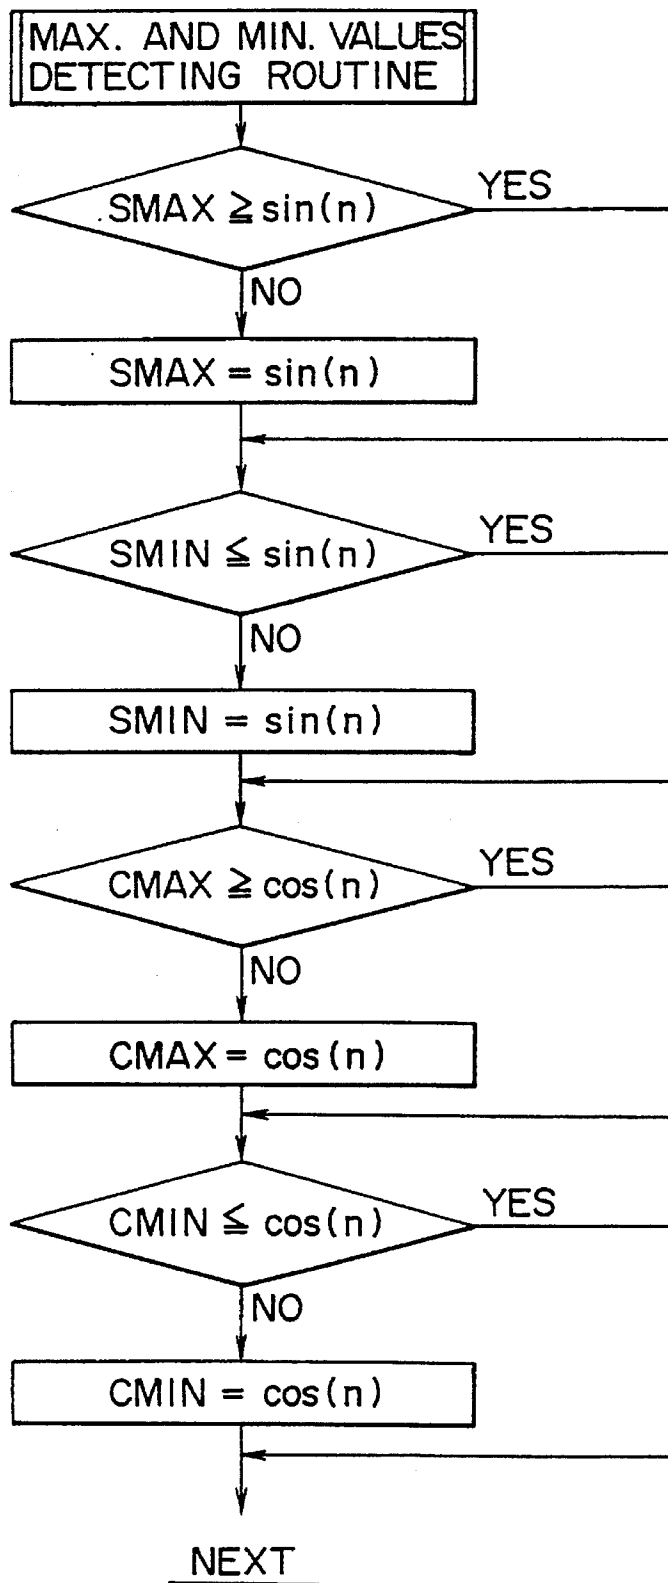 MAX. AND MIN. VALUES
DETECTING ROUTINE
SMAX ≧ sin(n)
YES
NO
SMAX = sin(n)
SMIN ≦ sin(n)
YES
NO
SMIN = sin(n)
CMAX ≧ cos(n)
YES
NO
CMAX = cos(n)
CMIN ≦ cos(n)
YES
NO
CMIN = cos(n)
NEXT